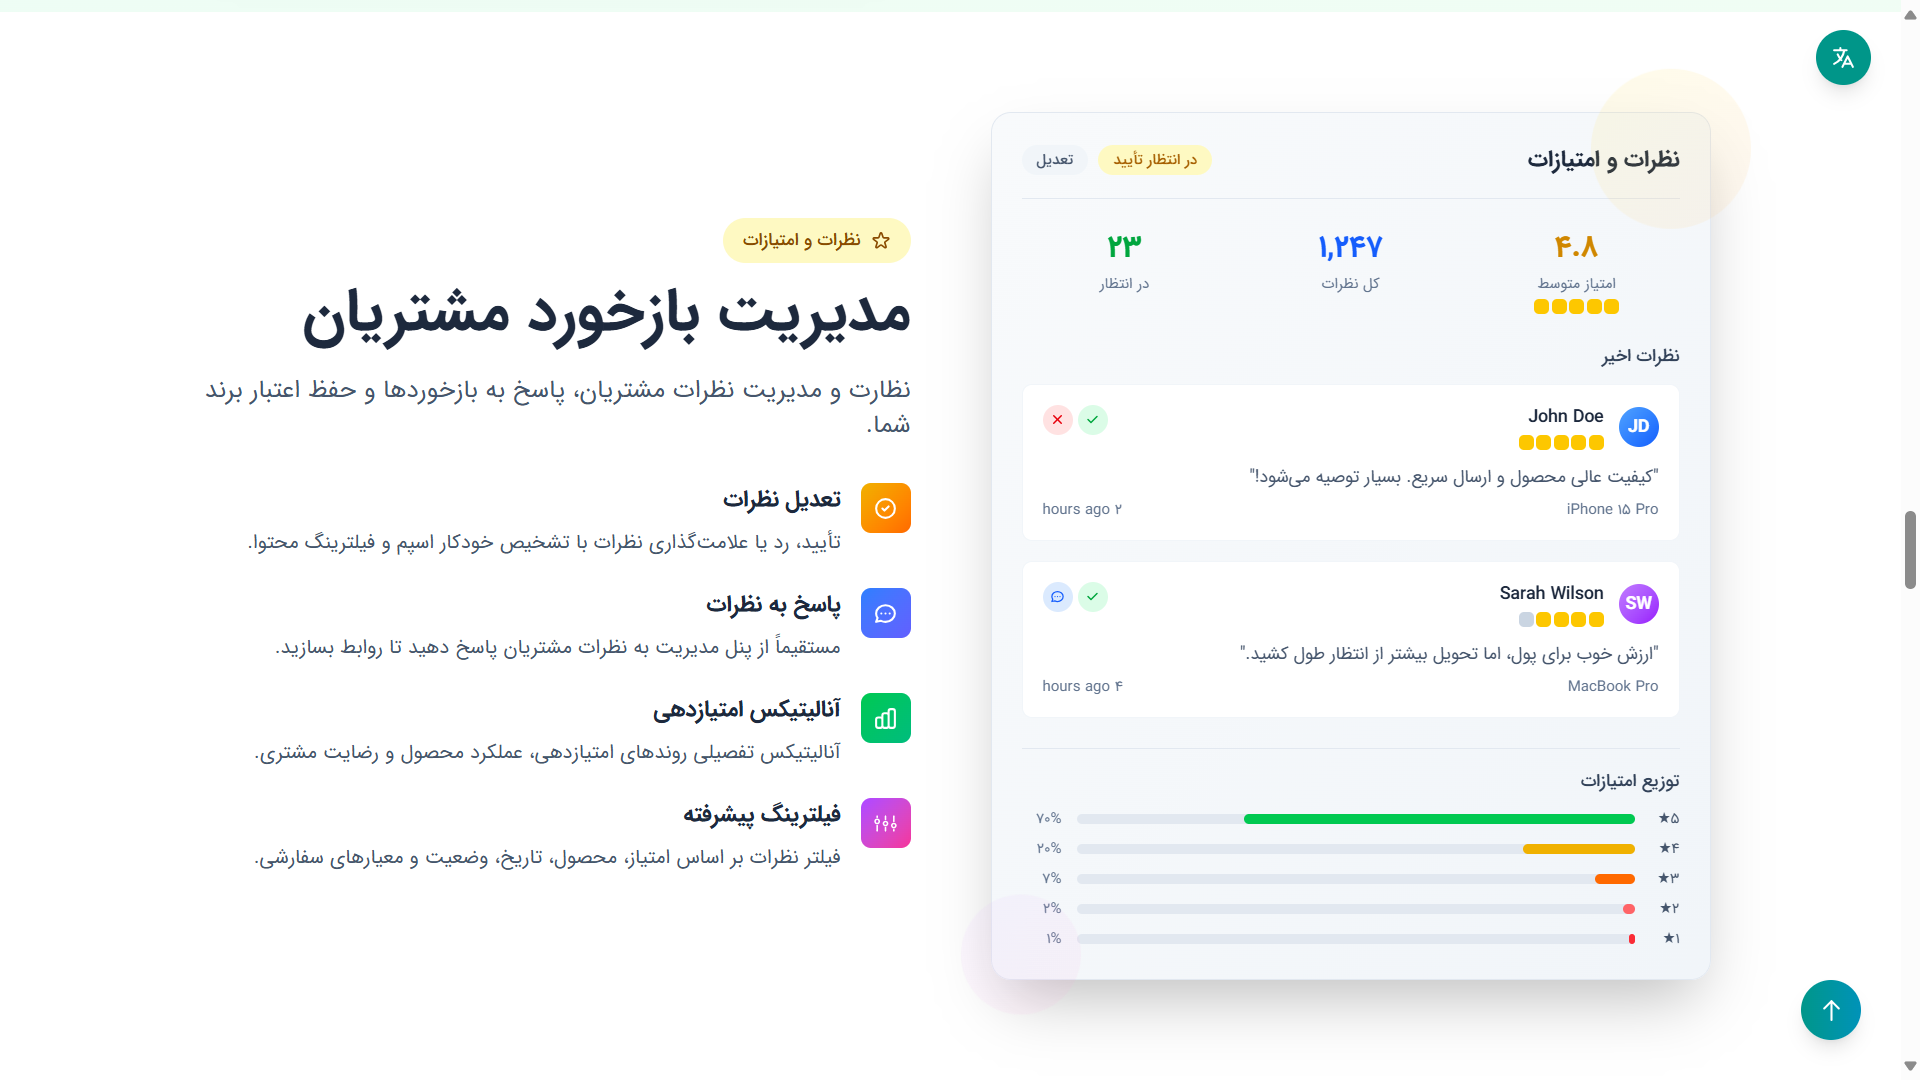 نظرات و امتیازات
در انتظار تأیید
تعدیل
۴.۸
امتیاز متوسط
۱,۲۴۷
کل نظرات
۲۳
در انتظار
نظرات اخیر
JD
John Doe
"کیفیت عالی محصول و ارسال سریع. بسیار توصیه می‌شود!"
iPhone ۱۵ Pro
۲ hours ago
SW
Sarah Wilson
"ارزش خوب برای پول، اما تحویل بیشتر از انتظار طول کشید."
MacBook Pro
۴ hours ago
توزیع امتیازات
۵★ ۷۰%
۴★ ۲۰%
۳★ ۷%
۲★ ۲%
۱★ ۱%
نظرات و امتیازات
مدیریت بازخورد مشتریان
نظارت و مدیریت نظرات مشتریان، پاسخ به بازخوردها و حفظ اعتبار برند
شما.
تعدیل نظرات
تأیید، رد یا علامت‌گذاری نظرات با تشخیص خودکار اسپم و فیلترینگ محتوا.
پاسخ به نظرات
مستقیماً از پنل مدیریت به نظرات مشتریان پاسخ دهید تا روابط بسازید.
آنالیتیکس امتیازدهی
آنالیتیکس تفصیلی روندهای امتیازدهی، عملکرد محصول و رضایت مشتری.
فیلترینگ پیشرفته
فیلتر نظرات بر اساس امتیاز، محصول، تاریخ، وضعیت و معیارهای سفارشی.